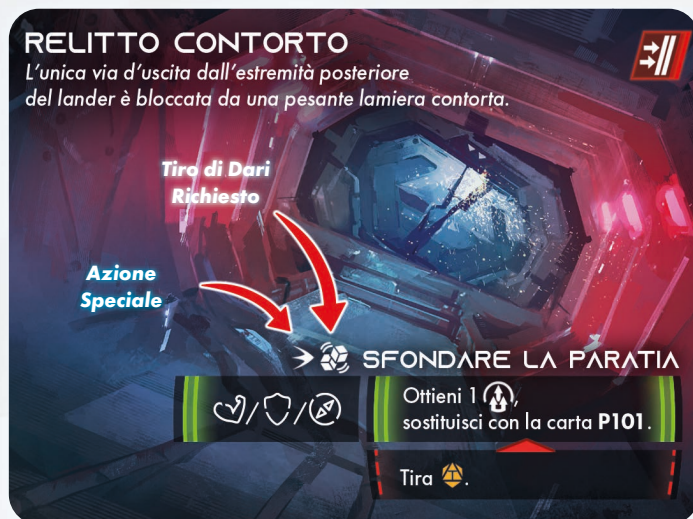 RELITTO CONTORTO
L'unica via d'uscita dall'estremità posteriore
del lander è bloccata da una pesante lamiera contorta.
Tiro di Dari
Richiesto
Azione
Speciale
SFONDARE LA PARATIA
/ /
Ottieni 1 ,
sostituisci con la carta P101.
Tira .